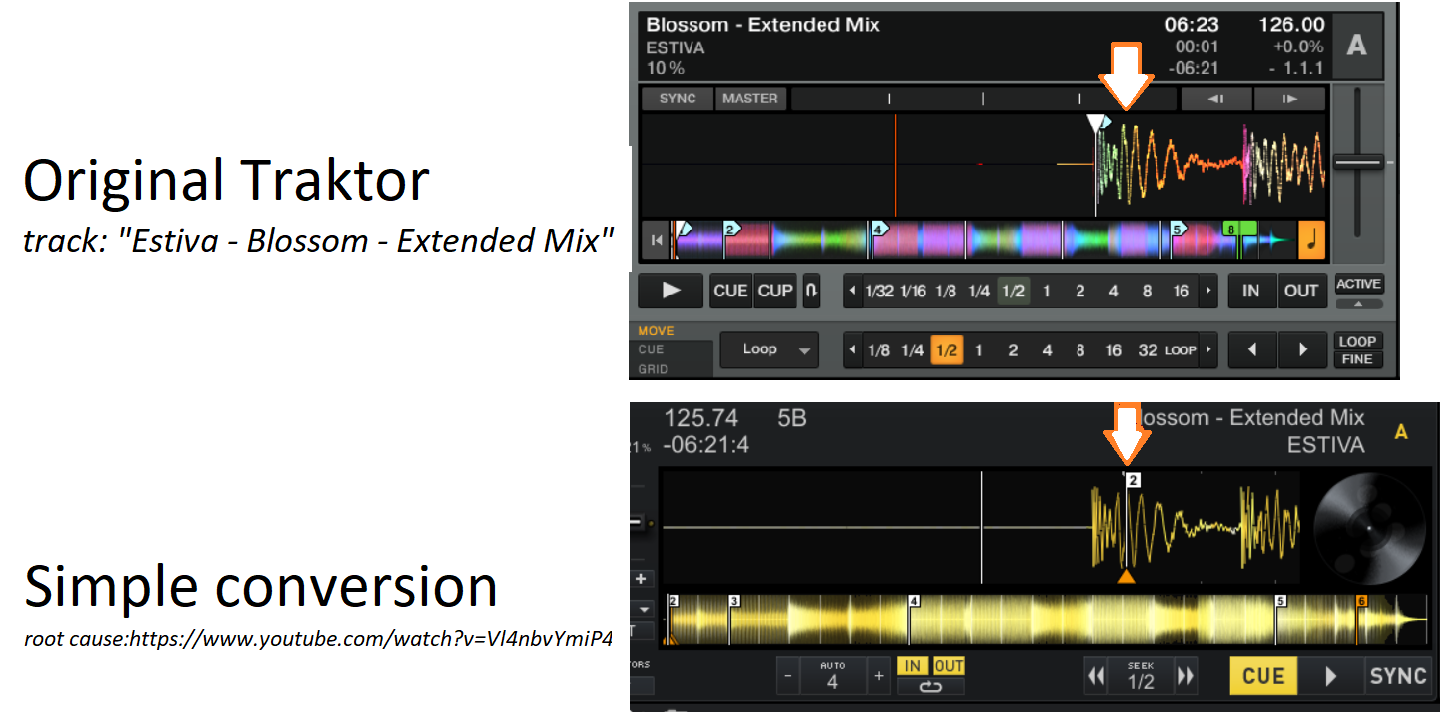 Original Traktor
track: "Estiva - Blossom - Extended Mix"
Blossom - Extended Mix
06:23
126.00
ESTIVA
00:01
+0.0%
10%
-06:21
- 1.1.1
A
SYNC
MASTER
2
4
5
8
CUE
CUP
1/32 1/16 1/8 1/4 1/2 1 2 4 8 16
IN
OUT
ACTIVE
MOVE
CUE
GRID
Loop
1/8 1/4 1/2 1 2 4 8 16 32 LOOP
LOOP
FINE
Simple conversion
root cause:https://www.youtube.com/watch?v=Vl4nbvYmiP4
125.74
5B
lossom - Extended Mix
A
21%
-06:21:4
ESTIVA
2
+
2
3
4
5
6
T
TORS
-
AUTO
4
+
IN
OUT
SEEK
1/2
CUE
SYNC